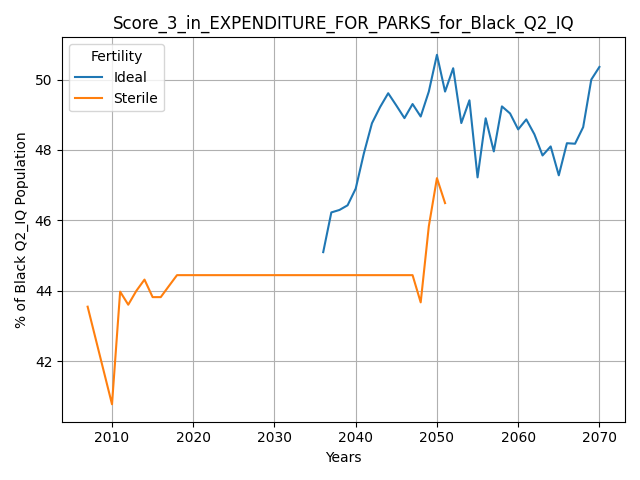 Score_3_in_EXPENDITURE_FOR_PARKS_for_Black_Q2_IQ
Fertility
Ideal
Sterile
% of Black Q2_IQ Population
50
48
46
44
42
2010 2020 2030 2040 2050 2060 2070
Years